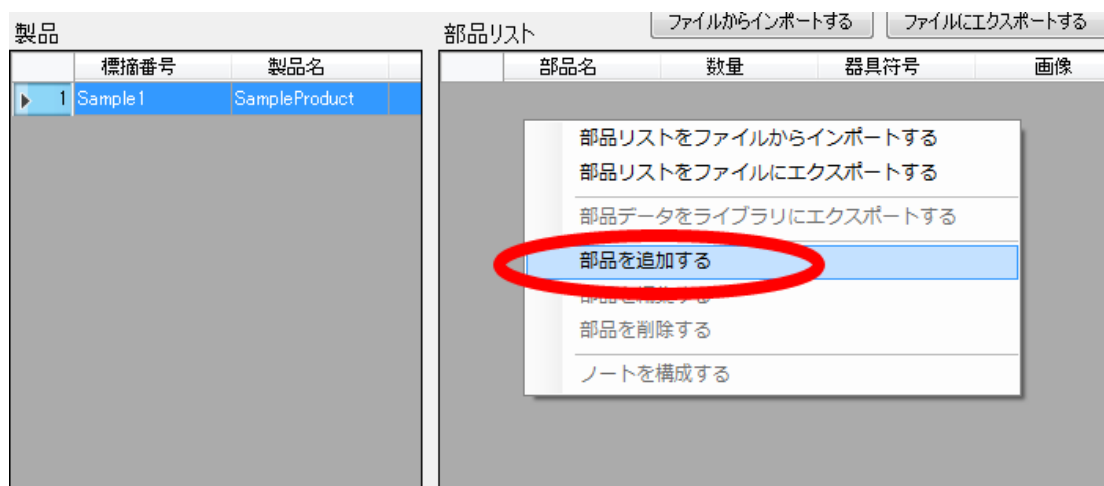 製品
部品リスト
ファイルからインポートする
ファイルにエクスポートする
標摘番号 製品名
部品名 数量 器具符号 画像
1 Sample1 SampleProduct
部品リストをファイルからインポートする
部品リストをファイルにエクスポートする
部品データをライブラリにエクスポートする
部品を追加する
部品を編集する
部品を削除する
ノートを構成する